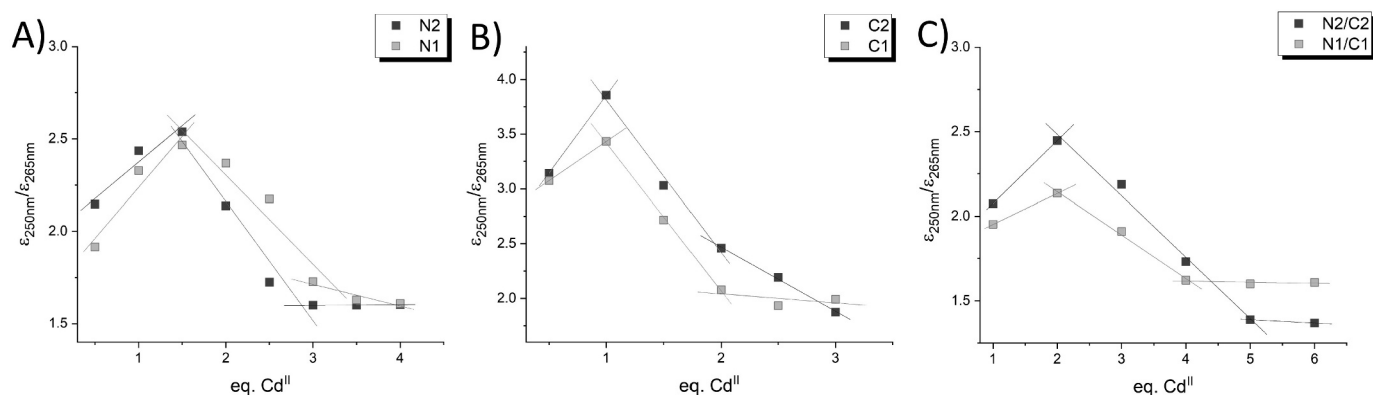 A)
N2
N1
3.0
2.5
2.0
1.5
ε250nm/ε265nm
1 2 3 4
eq. CdII
B)
C2
C1
4.0
3.5
3.0
2.5
2.0
ε250nm/ε265nm
1 2 3
eq. CdII
C)
N2/C2
N1/C1
3.0
2.5
2.0
1.5
ε250nm/ε265nm
1 2 3 4 5 6
eq. CdII